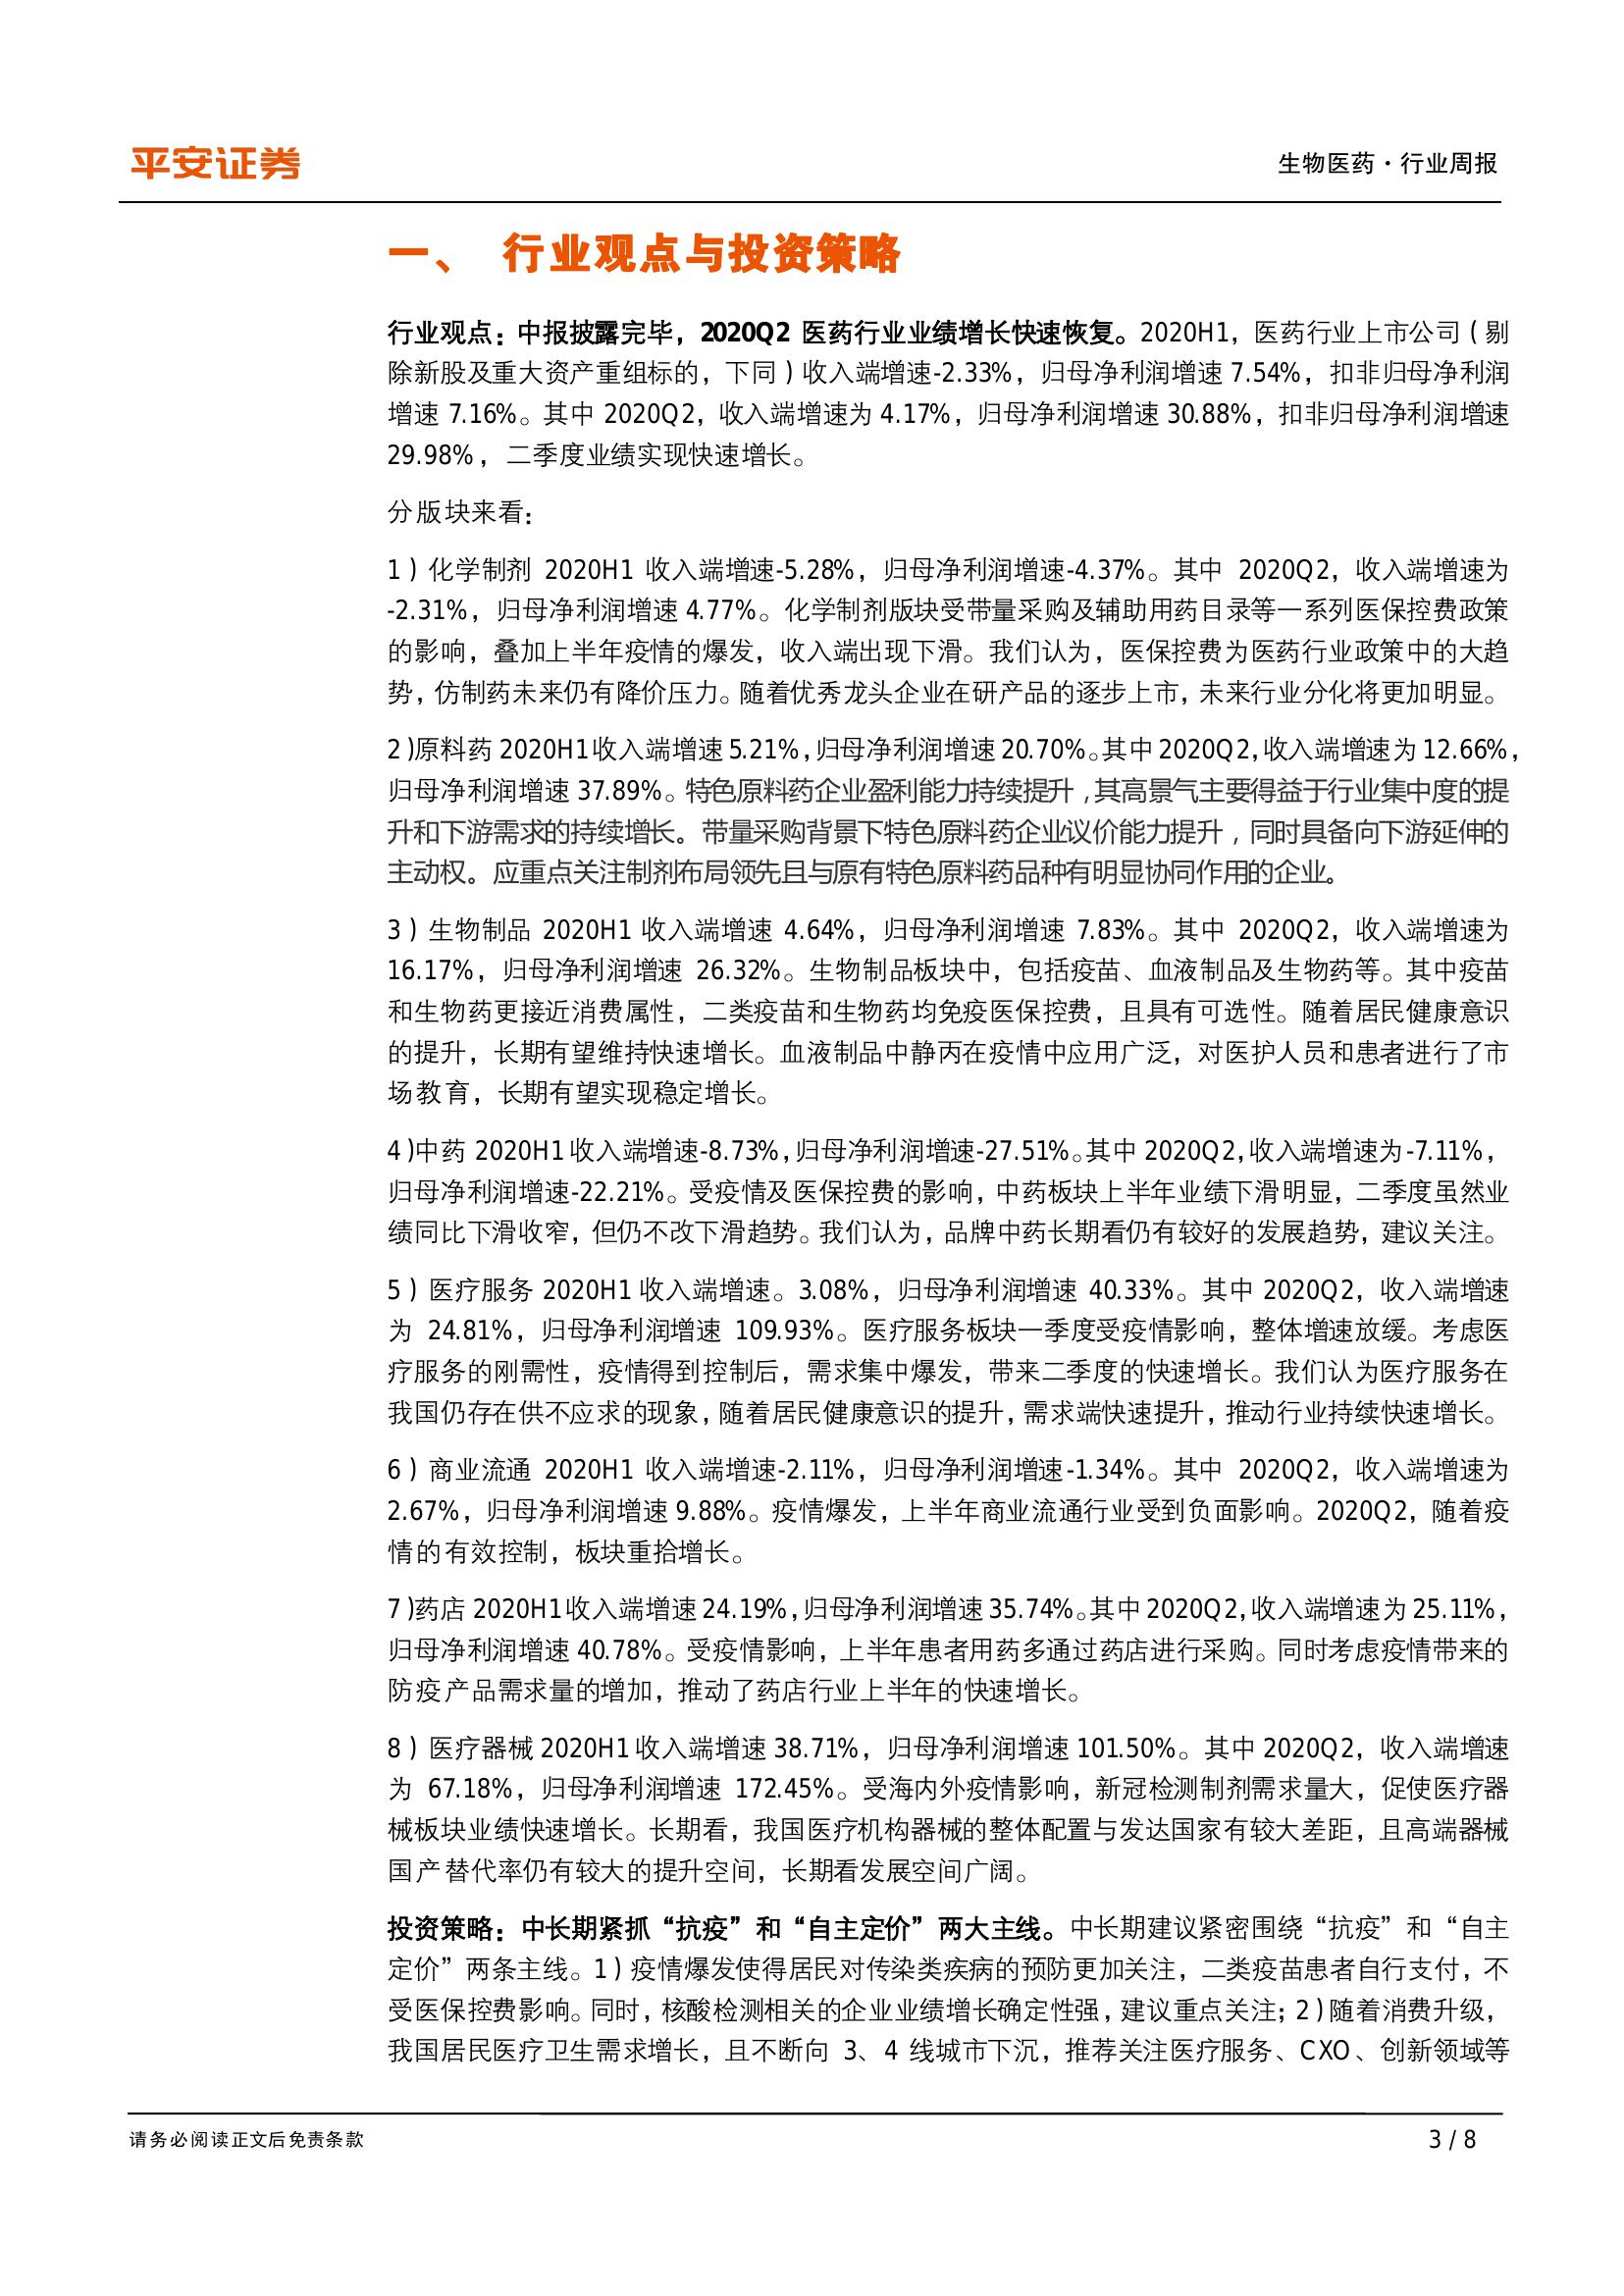 平安证券
生物医药·行业周报
一、 行业观点与投资策略
行业观点：中报披露完毕，2020Q2 医药行业业绩增长快速恢复。2020H1，医药行业上市公司（剔
除新股及重大资产重组标的，下同）收入端增速-2.33%，归母净利润增速 7.54%，扣非归母净利润
增速 7.16%。其中 2020Q2，收入端增速为 4.17%，归母净利润增速 30.88%，扣非归母净利润增速
29.98%，二季度业绩实现快速增长。
分版块来看：
1）化学制剂 2020H1 收入端增速-5.28%，归母净利润增速-4.37%。其中 2020Q2，收入端增速为
-2.31%，归母净利润增速 4.77%。化学制剂版块受带量采购及辅助用药目录等一系列医保控费政策
的影响，叠加上半年疫情的爆发，收入端出现下滑。我们认为，医保控费为医药行业政策中的大趋
势，仿制药未来仍有降价压力。随着优秀龙头企业在研产品的逐步上市，未来行业分化将更加明显。
2）原料药 2020H1 收入端增速 5.21%，归母净利润增速 20.70%。其中 2020Q2，收入端增速为 12.66%，
归母净利润增速 37.89%。特色原料药企业盈利能力持续提升，其高景气主要得益于行业集中度的提
升和下游需求的持续增长。带量采购背景下特色原料药企业议价能力提升，同时具备向下游延伸的
主动权。应重点关注制剂布局领先且与原有特色原料药品种有明显协同作用的企业。
3）生物制品 2020H1 收入端增速 4.64%，归母净利润增速 7.83%。其中 2020Q2，收入端增速为
16.17%，归母净利润增速 26.32%。生物制品板块中，包括疫苗、血液制品及生物药等。其中疫苗
和生物药更接近消费属性，二类疫苗和生物药均免疫医保控费，且具有可选性。随着居民健康意识
的提升，长期有望维持快速增长。血液制品中静丙在疫情中应用广泛，对医护人员和患者进行了市
场教育，长期有望实现稳定增长。
4）中药 2020H1 收入端增速-8.73%，归母净利润增速-27.51%。其中 2020Q2，收入端增速为-7.11%，
归母净利润增速-22.21%。受疫情及医保控费的影响，中药板块上半年业绩下滑明显，二季度虽然业
绩同比下滑收窄，但仍不改下滑趋势。我们认为，品牌中药长期看仍有较好的发展趋势，建议关注。
5）医疗服务 2020H1 收入端增速。3.08%，归母净利润增速 40.33%。其中 2020Q2，收入端增速
为 24.81%，归母净利润增速 109.93%。医疗服务板块一季度受疫情影响，整体增速放缓。考虑医
疗服务的刚需性，疫情得到控制后，需求集中爆发，带来二季度的快速增长。我们认为医疗服务在
我国仍存在供不应求的现象，随着居民健康意识的提升，需求端快速提升，推动行业持续快速增长。
6）商业流通 2020H1 收入端增速-2.11%，归母净利润增速-1.34%。其中 2020Q2，收入端增速为
2.67%，归母净利润增速 9.88%。疫情爆发，上半年商业流通行业受到负面影响。2020Q2，随着疫
情的有效控制，板块重拾增长。
7）药店 2020H1 收入端增速 24.19%，归母净利润增速 35.74%。其中 2020Q2，收入端增速为 25.11%，
归母净利润增速 40.78%。受疫情影响，上半年患者用药多通过药店进行采购。同时考虑疫情带来的
防疫产品需求量的增加，推动了药店行业上半年的快速增长。
8）医疗器械 2020H1 收入端增速 38.71%，归母净利润增速 101.50%。其中 2020Q2，收入端增速
为 67.18%，归母净利润增速 172.45%。受海内外疫情影响，新冠检测制剂需求量大，促使医疗器
械板块业绩快速增长。长期看，我国医疗机构器械的整体配置与发达国家有较大差距，且高端器械
国产替代率仍有较大的提升空间，长期看发展空间广阔。
投资策略：中长期紧抓“抗疫”和“自主定价”两大主线。中长期建议紧密围绕“抗疫”和“自主
定价”两条主线。1）疫情爆发使得居民对传染类疾病的预防更加关注，二类疫苗患者自行支付，不
受医保控费影响。同时，核酸检测相关的企业业绩增长确定性强，建议重点关注；2）随着消费升级，
我国居民医疗卫生需求增长，且不断向 3、4 线城市下沉，推荐关注医疗服务、CXO、创新领域等
请务必阅读正文后免责条款
3 / 8